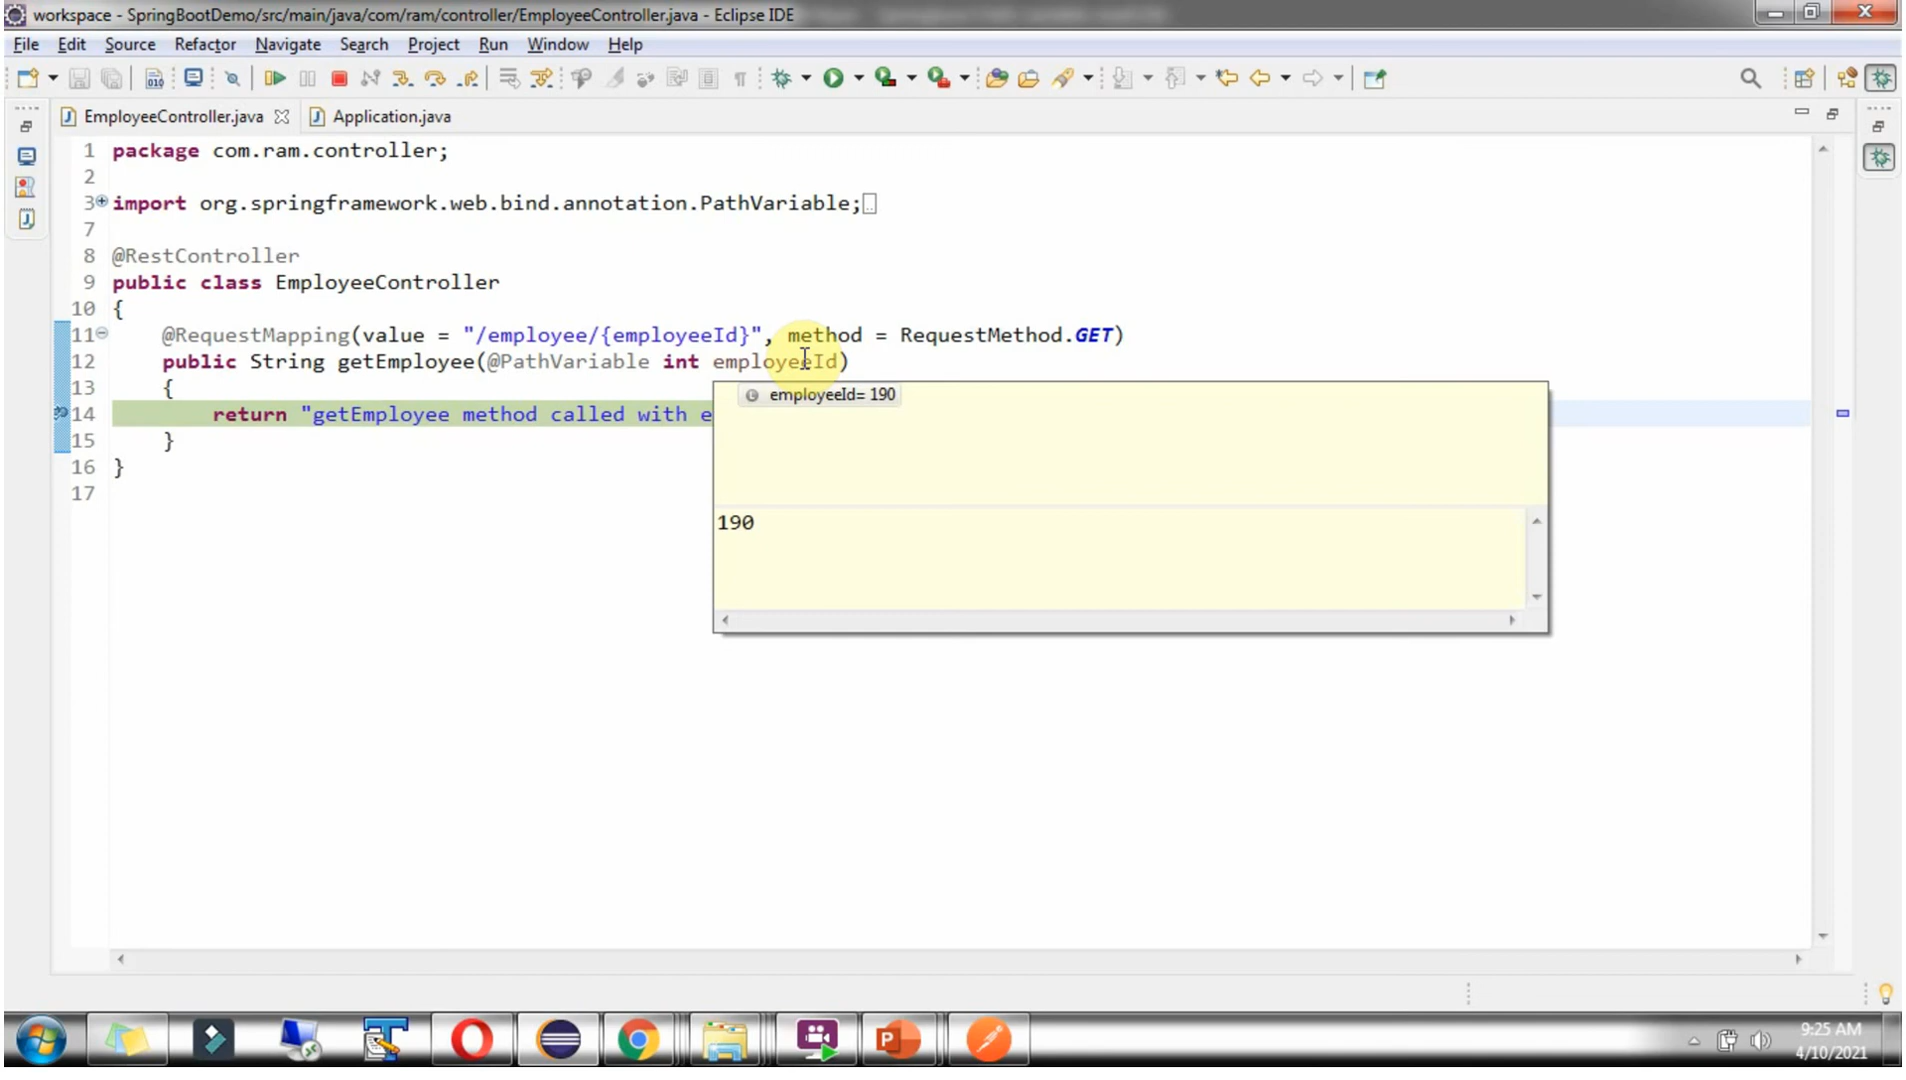 workspace - SpringBootDemo/src/main/java/com/ram/controller/EmployeeController.java - Eclipse IDE
File Edit Source Refactor Navigate Search Project Run Window Help
EmployeeController.java Application.java
1 package com.ram.controller;
2
3 import org.springframework.web.bind.annotation.PathVariable;
7
8 @RestController
9 public class EmployeeController
10 {
11 @RequestMapping(value = "/employee/{employeeId}", method = RequestMethod.GET)
12 public String getEmployee(@PathVariable int employeeId)
13 {
employeeId= 190
14 return "getEmployee method called with e
15 }
16 }
17
190
9:25 AM
4/10/2021